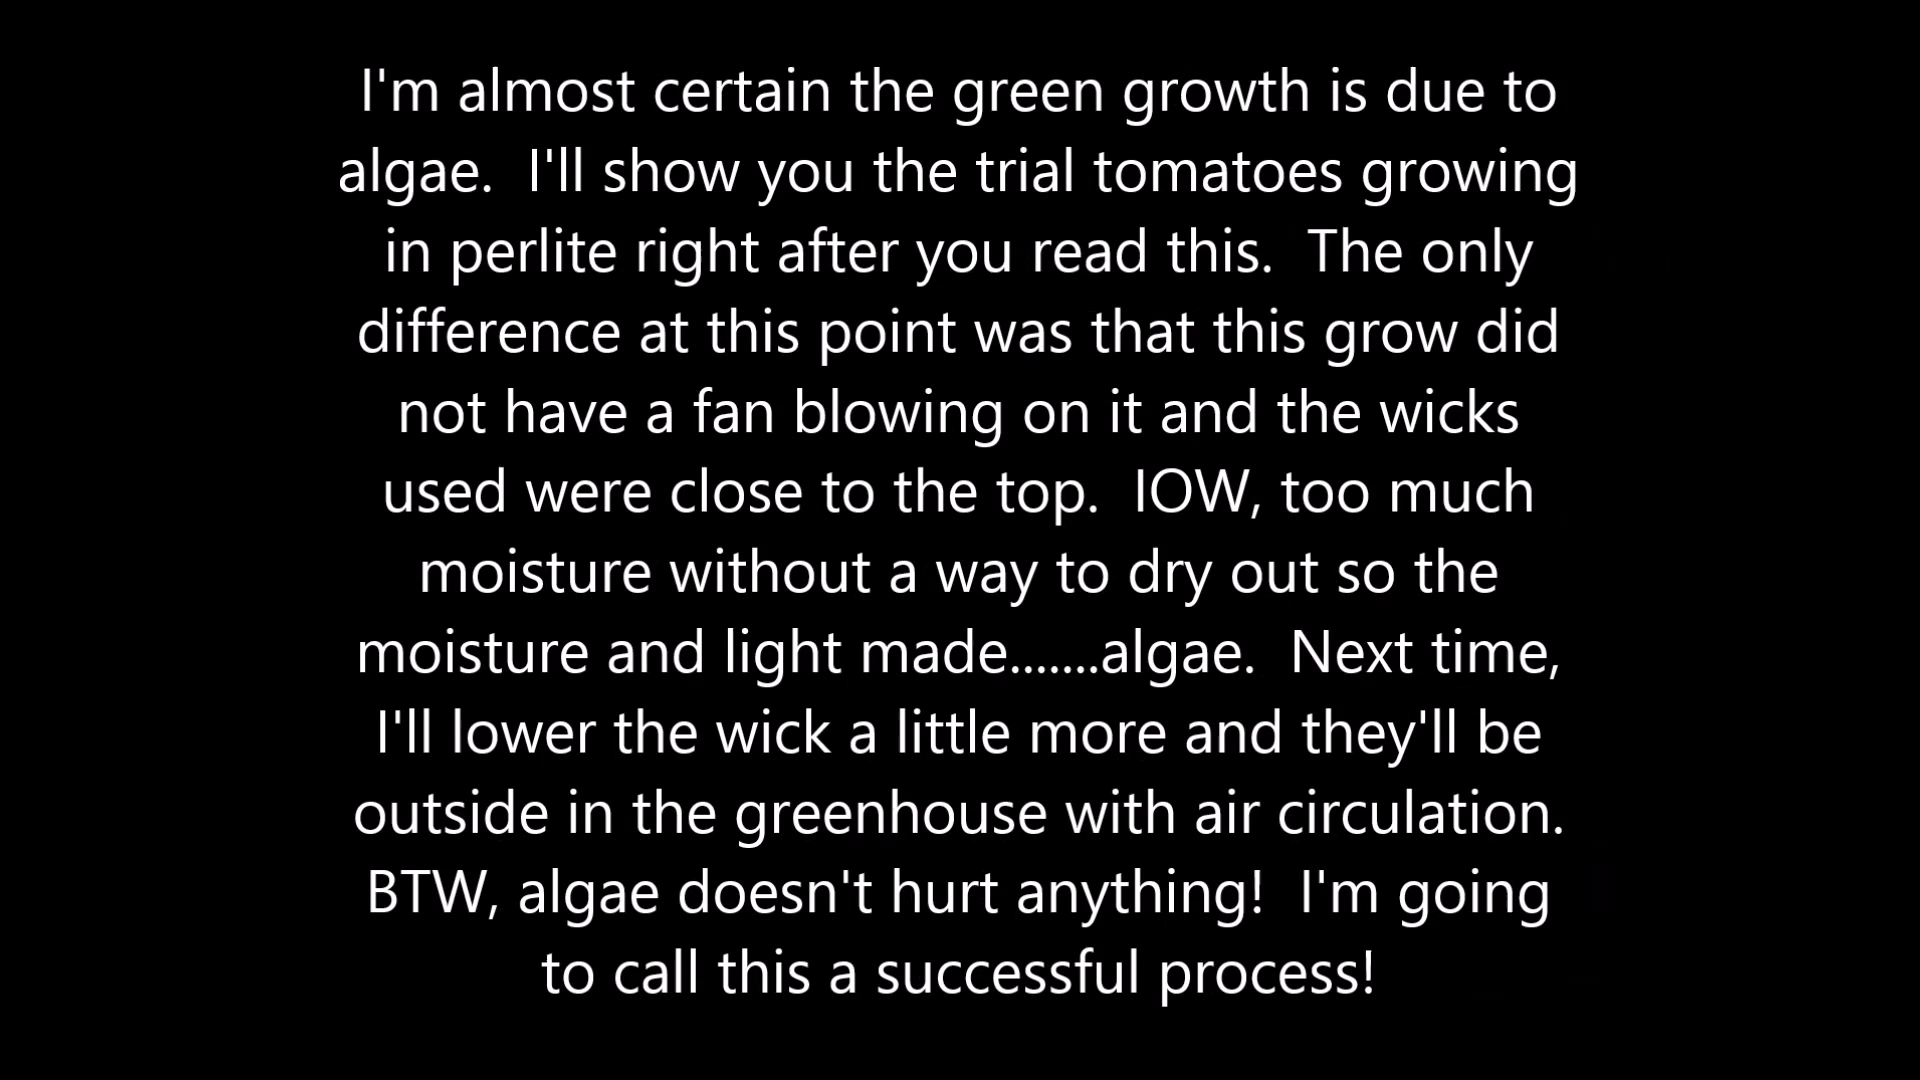 I'm almost certain the green growth is due to
algae.  I'll show you the trial tomatoes growing
in perlite right after you read this.  The only
difference at this point was that this grow did
not have a fan blowing on it and the wicks
used were close to the top.  IOW, too much
moisture without a way to dry out so the
moisture and light made.......algae.  Next time,
I'll lower the wick a little more and they'll be
outside in the greenhouse with air circulation.
BTW, algae doesn't hurt anything!  I'm going
to call this a successful process!